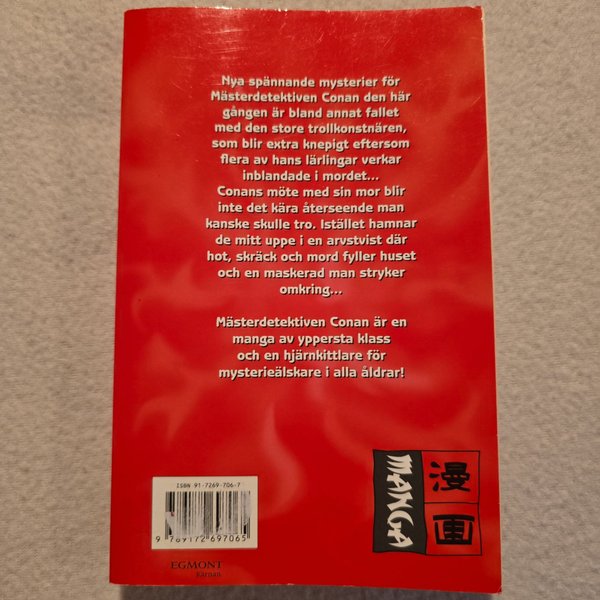 Nya spännande mysterier för
Mästerdetektiven Conan den här
gången är bland annat fallet
med den store trollkonstnären,
som blir extra knepigt eftersom
flera av hans lärlingar verkar
inblandade i mordet...
Conans möte med sin mor blir
inte det kära återseende man
kanske skulle tro. Istället hamnar
de mitt uppe i en arvstvist där
hot, skräck och mord fyller huset
och en maskerad man stryker
omkring...
Mästerdetektiven Conan är en
manga av yppersta klass
och en hjärnkittlare för
mysterieälskare i alla åldrar!
ISBN 91-7269-706-7
9 789172 697065
EGMONT
Kärnan
MANGA
漫画